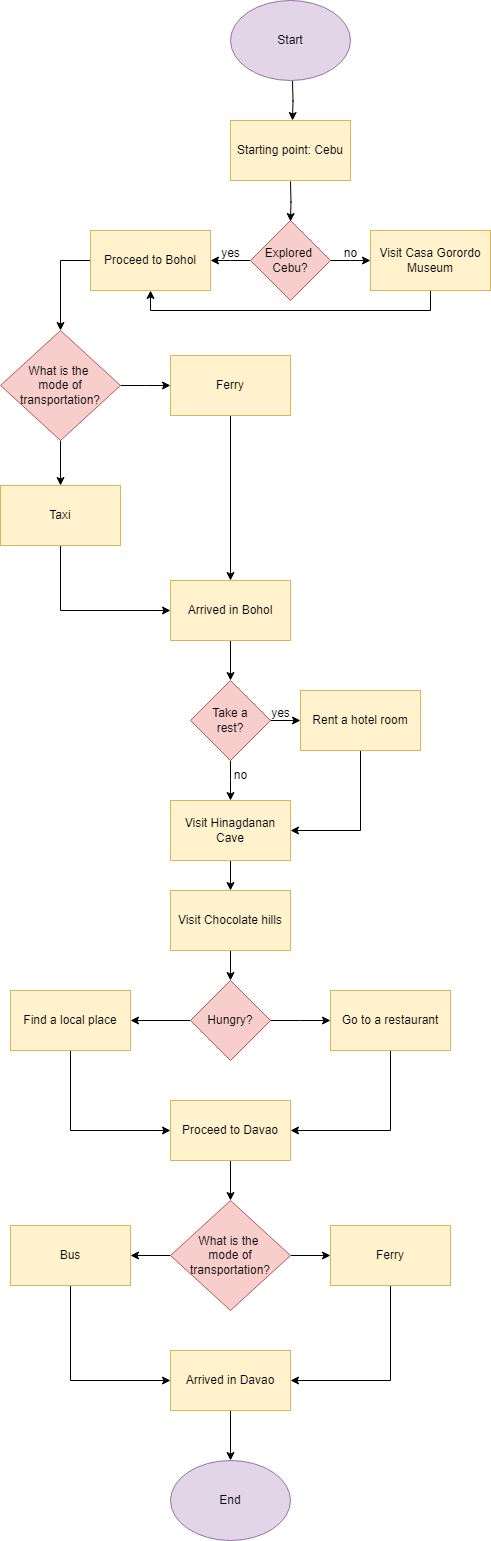 Start
Starting point: Cebu
Explored
Cebu?
yes
no
Proceed to Bohol
Visit Casa Gorordo
Museum
What is the
mode of
transportation?
Ferry
Taxi
Arrived in Bohol
Take a
rest?
yes
Rent a hotel room
no
Visit Hinagdanan
Cave
Visit Chocolate hills
Hungry?
Find a local place
Go to a restaurant
Proceed to Davao
What is the
mode of
transportation?
Bus
Ferry
Arrived in Davao
End